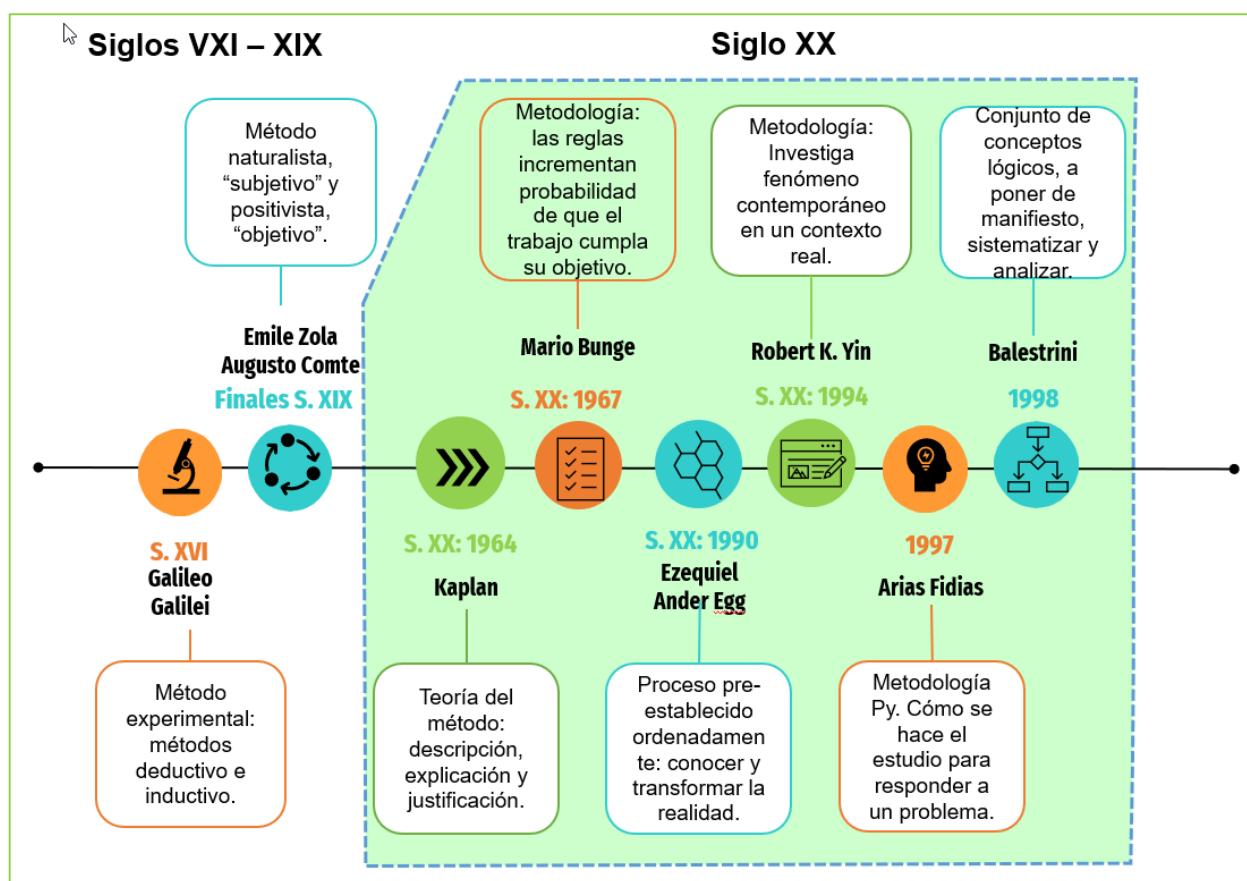 Siglos VXI – XIX
Siglo XX
Método
naturalista,
“subjetivo” y
positivista,
“objetivo”.
Emile Zola
Augusto Comte
Finales S. XIX
Metodología:
las reglas
incrementan
probabilidad
de que el
trabajo cumpla
su objetivo.
Mario Bunge
S. XX: 1967
Metodología:
Investiga
fenómeno
contemporáneo
en un contexto
real.
Robert K. Yin
S. XX: 1994
Conjunto de
conceptos
lógicos, a
poner de
manifiesto,
sistematizar y
analizar.
Balestrini
1998
S. XVI
Galileo
Galilei
Método
experimental:
métodos
deductivo e
inductivo.
S. XX: 1964
Kaplan
Teoría del
método:
descripción,
explicación y
justificación.
S. XX: 1990
Ezequiel
Ander Egg
Proceso pre-
establecido
ordenadamen
te: conocer y
transformar la
realidad.
1997
Arias Fidias
Metodología
Py. Cómo se
hace el
estudio para
responder a
un problema.